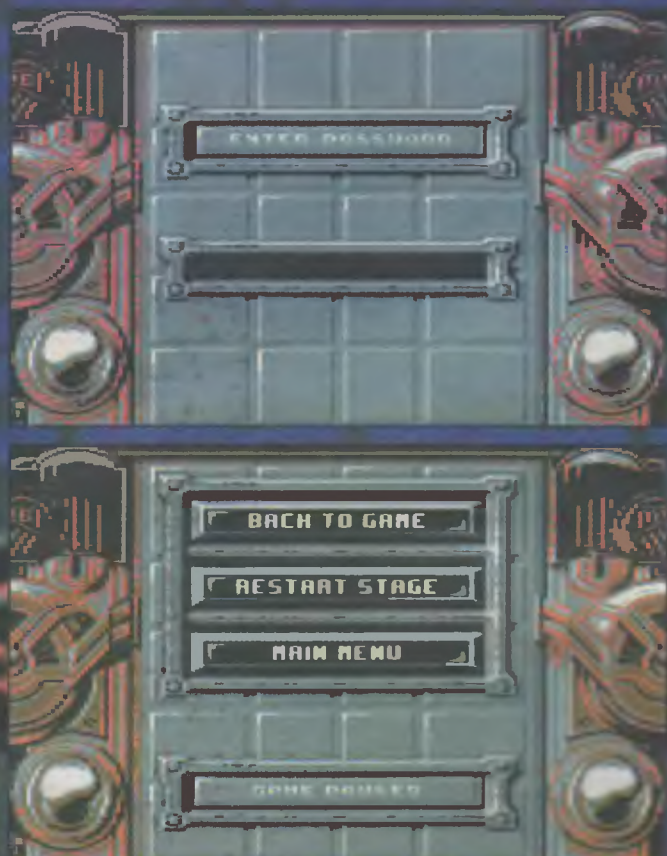 ENTER PASSWORD
BACK TO GAME
RESTART STAGE
MAIN MENU
GAME PAUSED